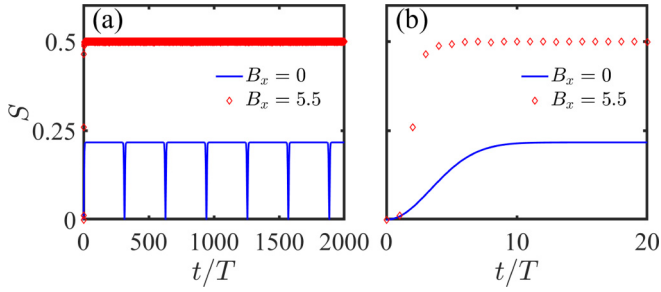 (a)
0.5
0.25
0
S
B_x = 0
B_x = 5.5
0 500 1000 1500 2000
t/T
(b)
B_x = 0
B_x = 5.5
0 10 20
t/T